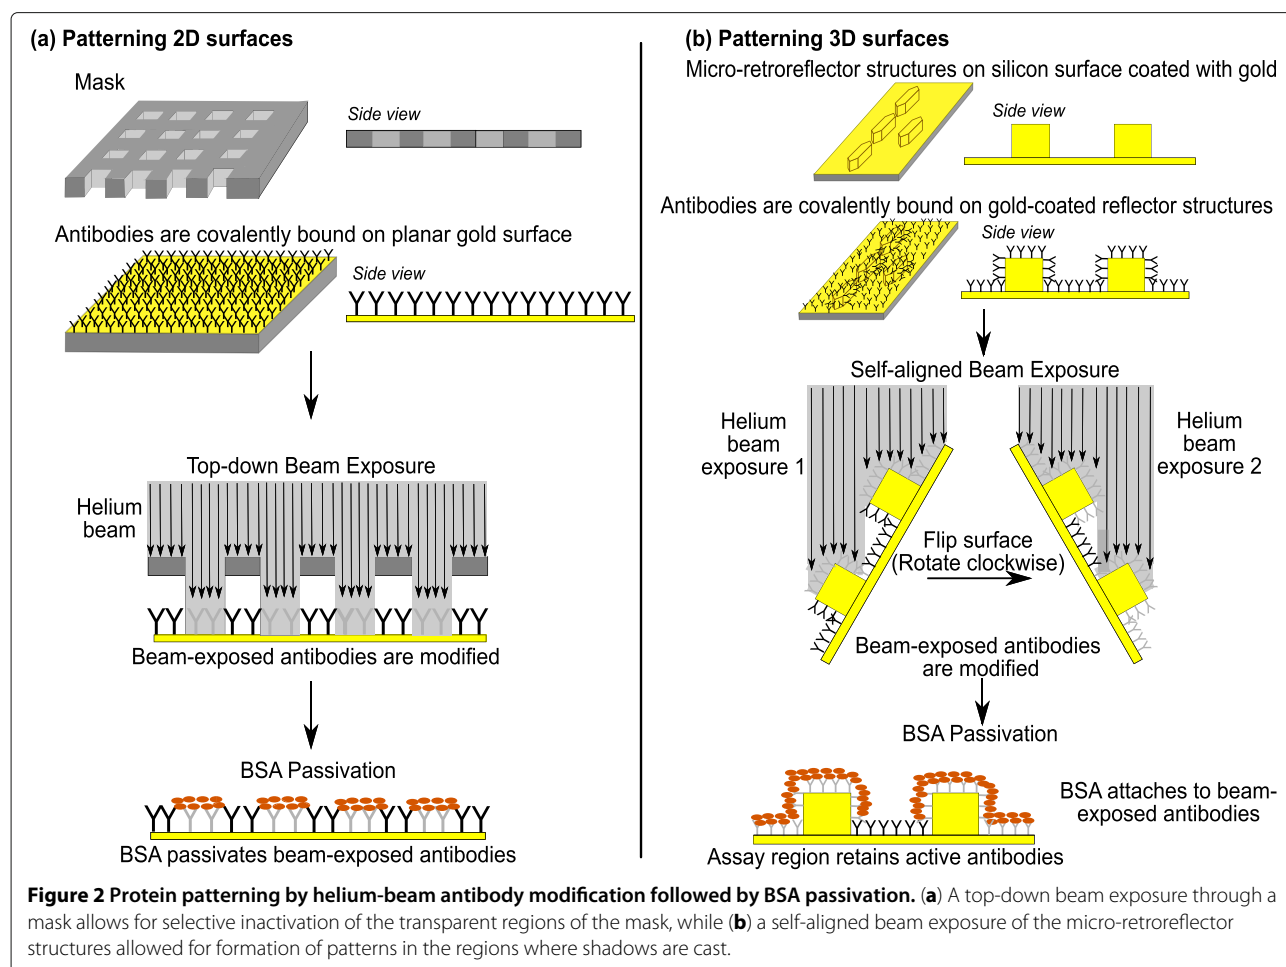 (a) Patterning 2D surfaces
Mask
Side view
Antibodies are covalently bound on planar gold surface
Side view
Top-down Beam Exposure
Helium
beam
Beam-exposed antibodies are modified
BSA Passivation
BSA passivates beam-exposed antibodies
(b) Patterning 3D surfaces
Micro-retroreflector structures on silicon surface coated with gold
Side view
Antibodies are covalently bound on gold-coated reflector structures
Side view
Self-aligned Beam Exposure
Helium
beam
exposure 1
Helium
beam
exposure 2
Flip surface
(Rotate clockwise)
Beam-exposed antibodies
are modified
BSA Passivation
BSA attaches to beam-
exposed antibodies
Assay region retains active antibodies
Figure 2 Protein patterning by helium-beam antibody modification followed by BSA passivation. (a) A top-down beam exposure through a
mask allows for selective inactivation of the transparent regions of the mask, while (b) a self-aligned beam exposure of the micro-retroreflector
structures allowed for formation of patterns in the regions where shadows are cast.